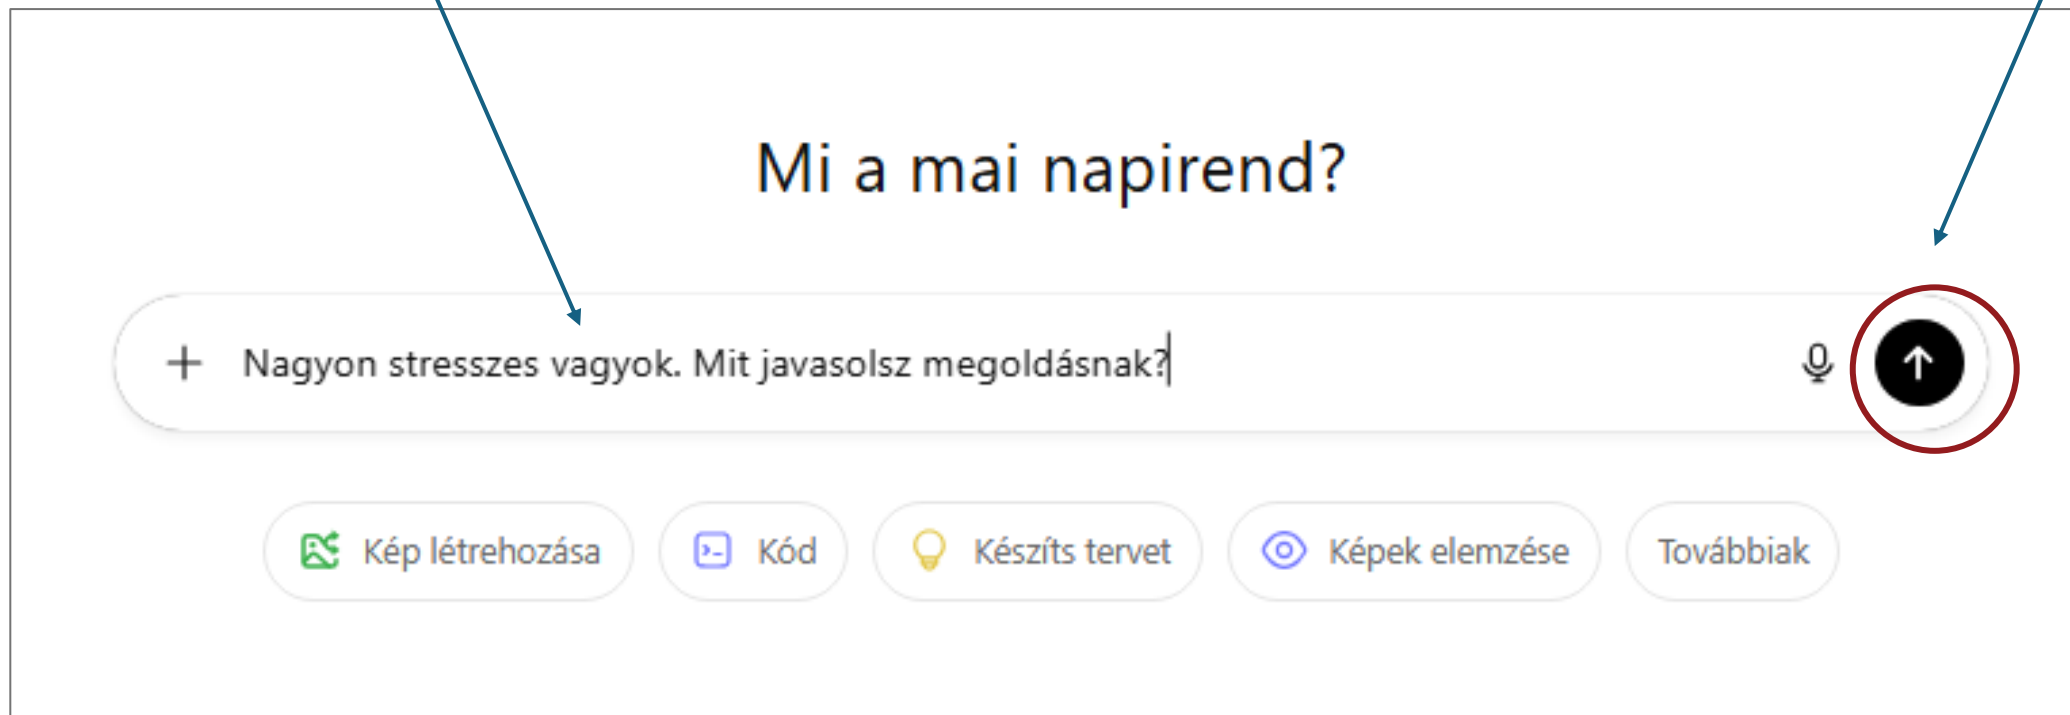 Mi a mai napirend?
Nagyon stresszes vagyok. Mit javasolsz megoldásnak?
Kép létrehozása
Kód
Készíts tervet
Képek elemzése
Továbbiak